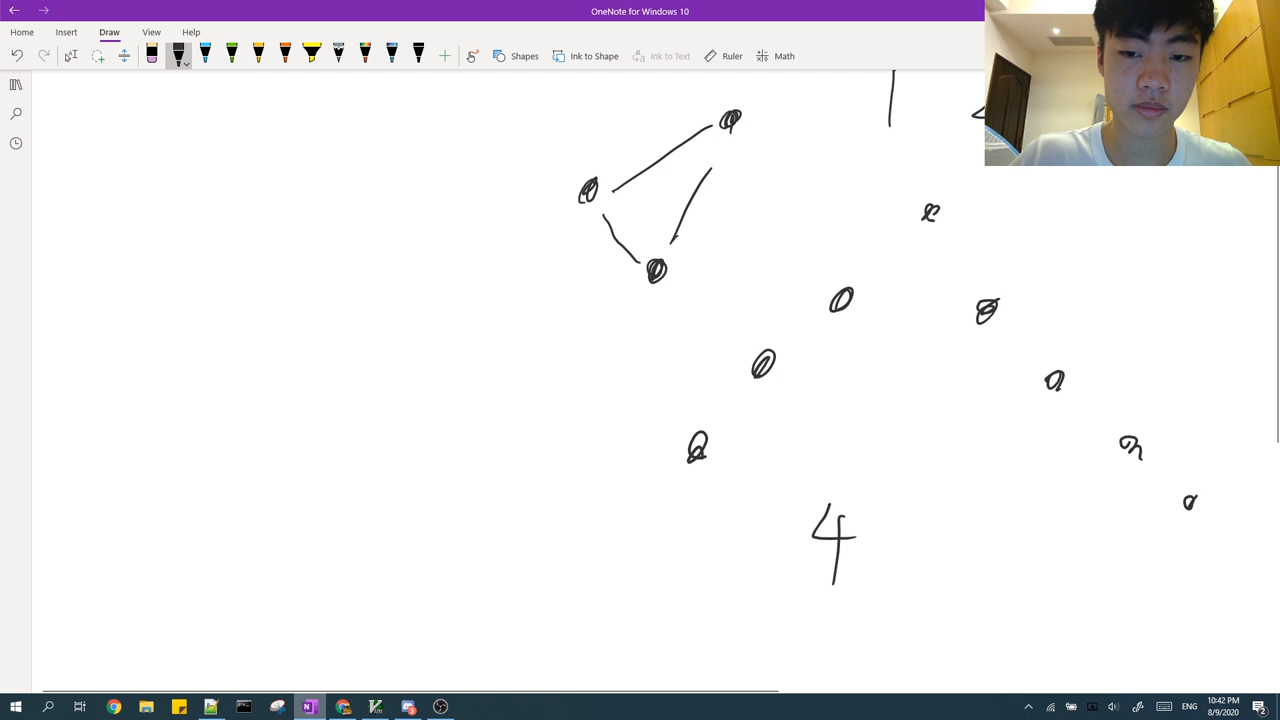 OneNote for Windows 10
Home Insert Draw View Help
Shapes Ink to Shape Ink to Text Ruler Math
4
10:42 PM
ENG
8/9/2020